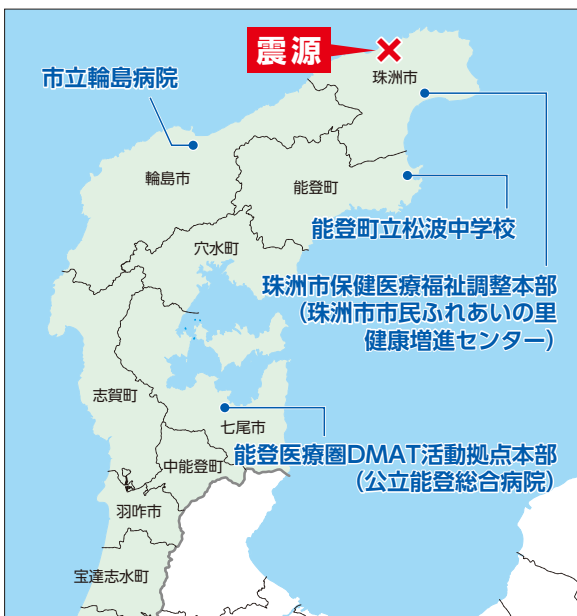 震源
珠洲市
市立輪島病院
輪島市
能登町
能登町立松波中学校
穴水町
珠洲市保健医療福祉調整本部
（珠洲市市民ふれあいの里
健康増進センター）
志賀町
七尾市
能登医療圏DMAT活動拠点本部
（公立能登総合病院）
中能登町
羽咋市
宝達志水町